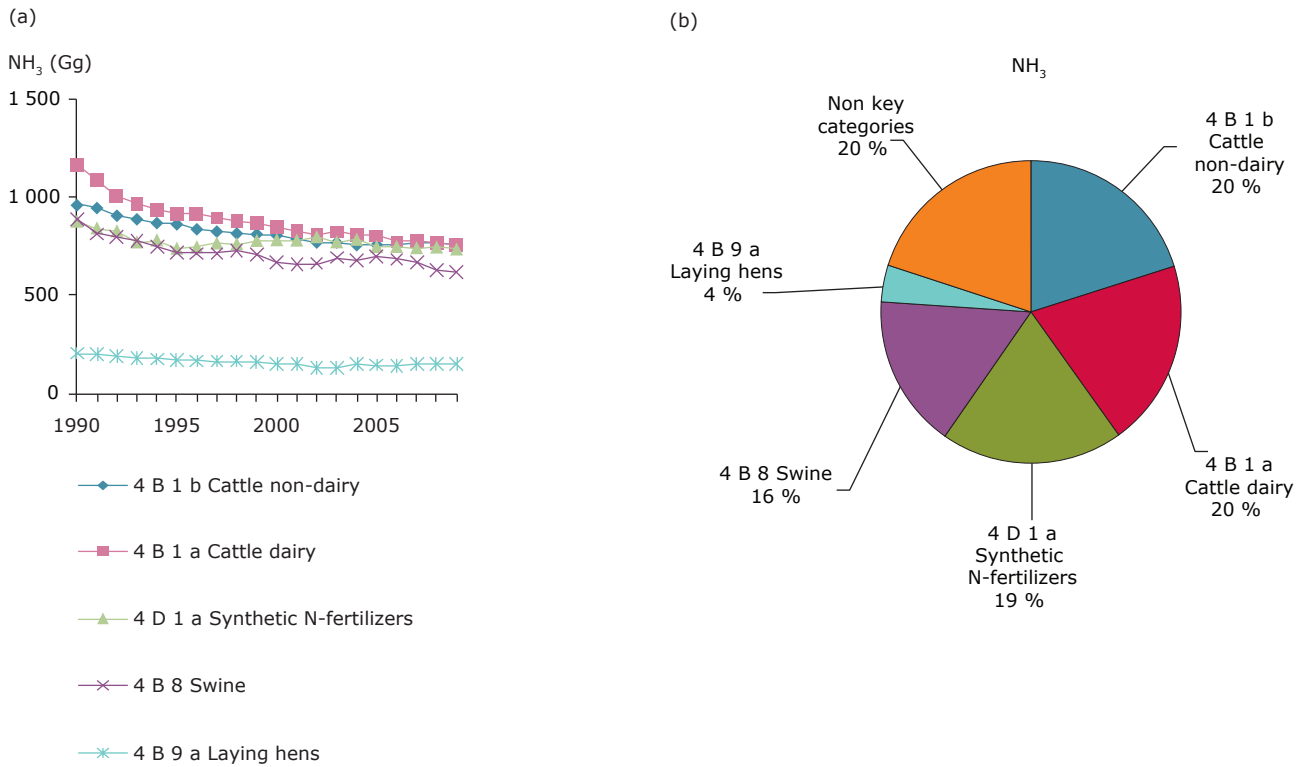 (a)
NH3 (Gg)
1 500
1 000
500
0
1990
1995
2000
2005
4 B 1 b Cattle non-dairy
4 B 1 a Cattle dairy
4 D 1 a Synthetic N-fertilizers
4 B 8 Swine
4 B 9 a Laying hens
(b)
NH3
Non key
categories
20 %
4 B 1 b
Cattle
non-dairy
20 %
4 B 9 a
Laying hens
4 %
4 B 8 Swine
16 %
4 B 1 a
Cattle dairy
20 %
4 D 1 a
Synthetic
N-fertilizers
19 %